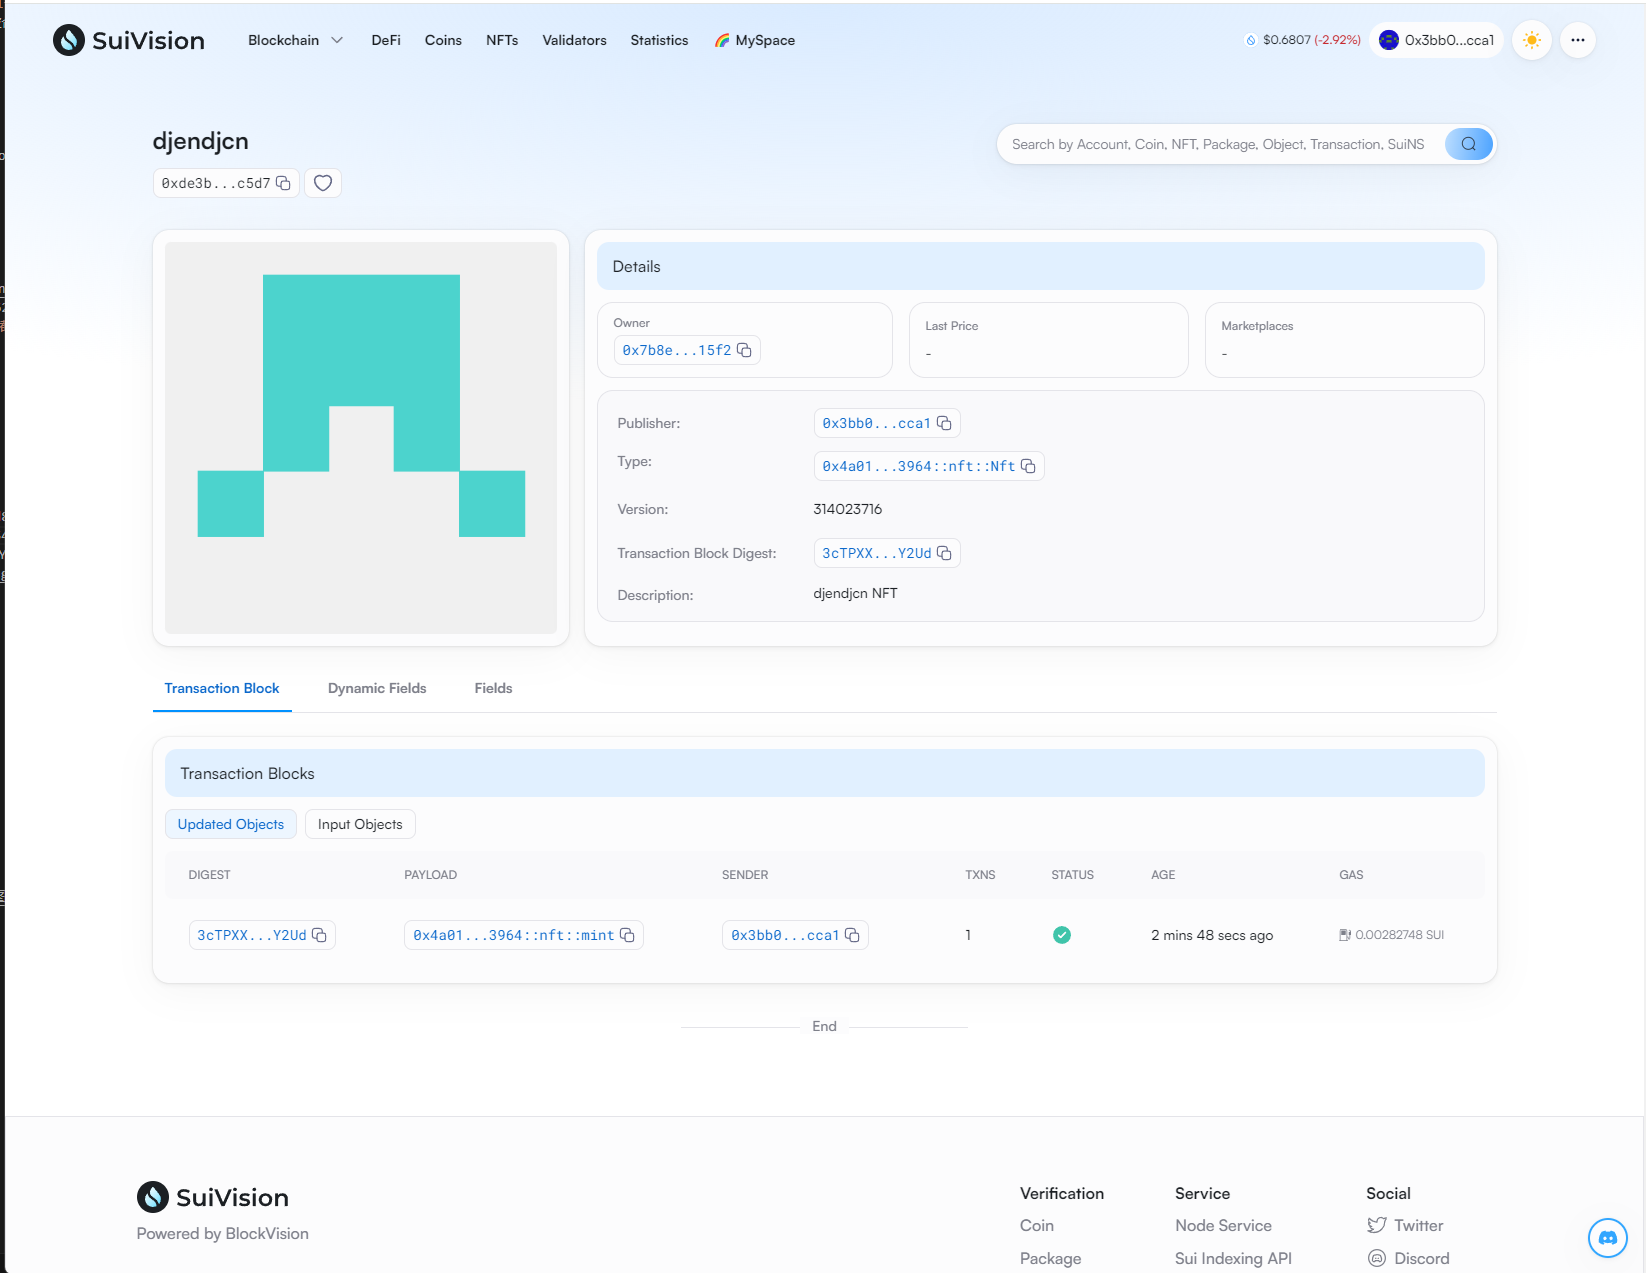 SuiVision
Blockchain DeFi Coins NFTs Validators Statistics MySpace
$0.6807 (-2.92%) 0x3bb0...cca1
djendjcn
Search by Account, Coin, NFT, Package, Object, Transaction, SuiNS
0xde3b...c5d7
Details
Owner
0x7b8e...15f2
Last Price
-
Marketplaces
-
Publisher: 0x3bb0...cca1
Type: 0x4a01...3964::nft::Nft
Version: 314023716
Transaction Block Digest: 3cTPXX...Y2Ud
Description: djendjcn NFT
Transaction Block Dynamic Fields Fields
Transaction Blocks
Updated Objects Input Objects
DIGEST PAYLOAD SENDER TXNS STATUS AGE GAS
3cTPXX...Y2Ud 0x4a01...3964::nft::mint 0x3bb0...cca1 1 2 mins 48 secs ago 0.00282748 SUI
End
SuiVision
Powered by BlockVision
Verification
Coin
Package
Service
Node Service
Sui Indexing API
Social
Twitter
Discord